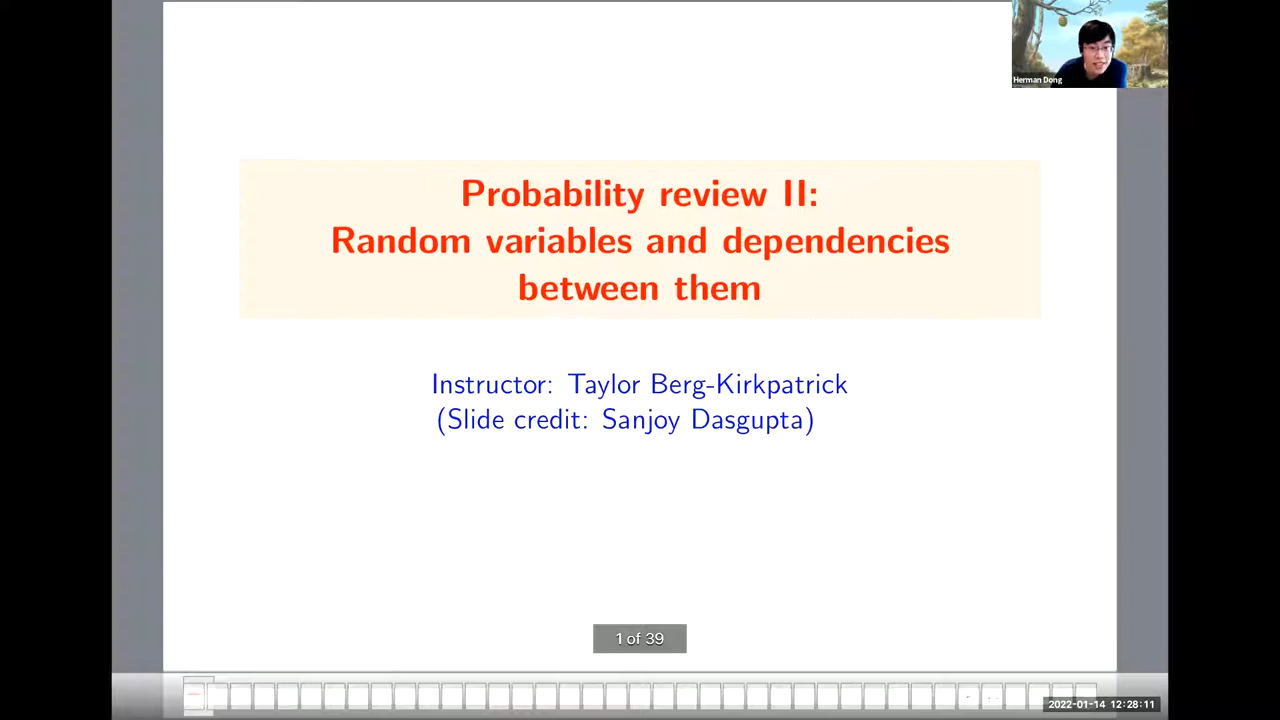 Herman Dong
Probability review II:
Random variables and dependencies
between them
Instructor: Taylor Berg-Kirkpatrick
(Slide credit: Sanjoy Dasgupta)
1 of 39
2022-01-14 12:28:11